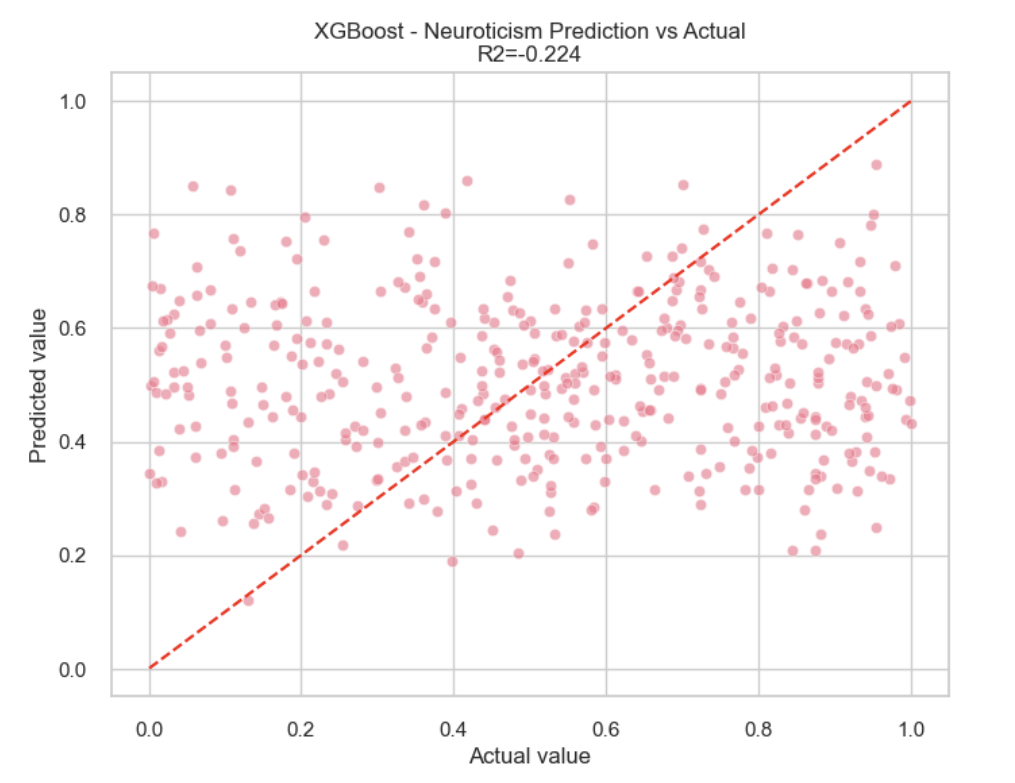 XGBoost - Neuroticism Prediction vs Actual
R2=-0.224
1.0
0.8
0.6
0.4
0.2
0.0
Predicted value
0.0 0.2 0.4 0.6 0.8 1.0
Actual value